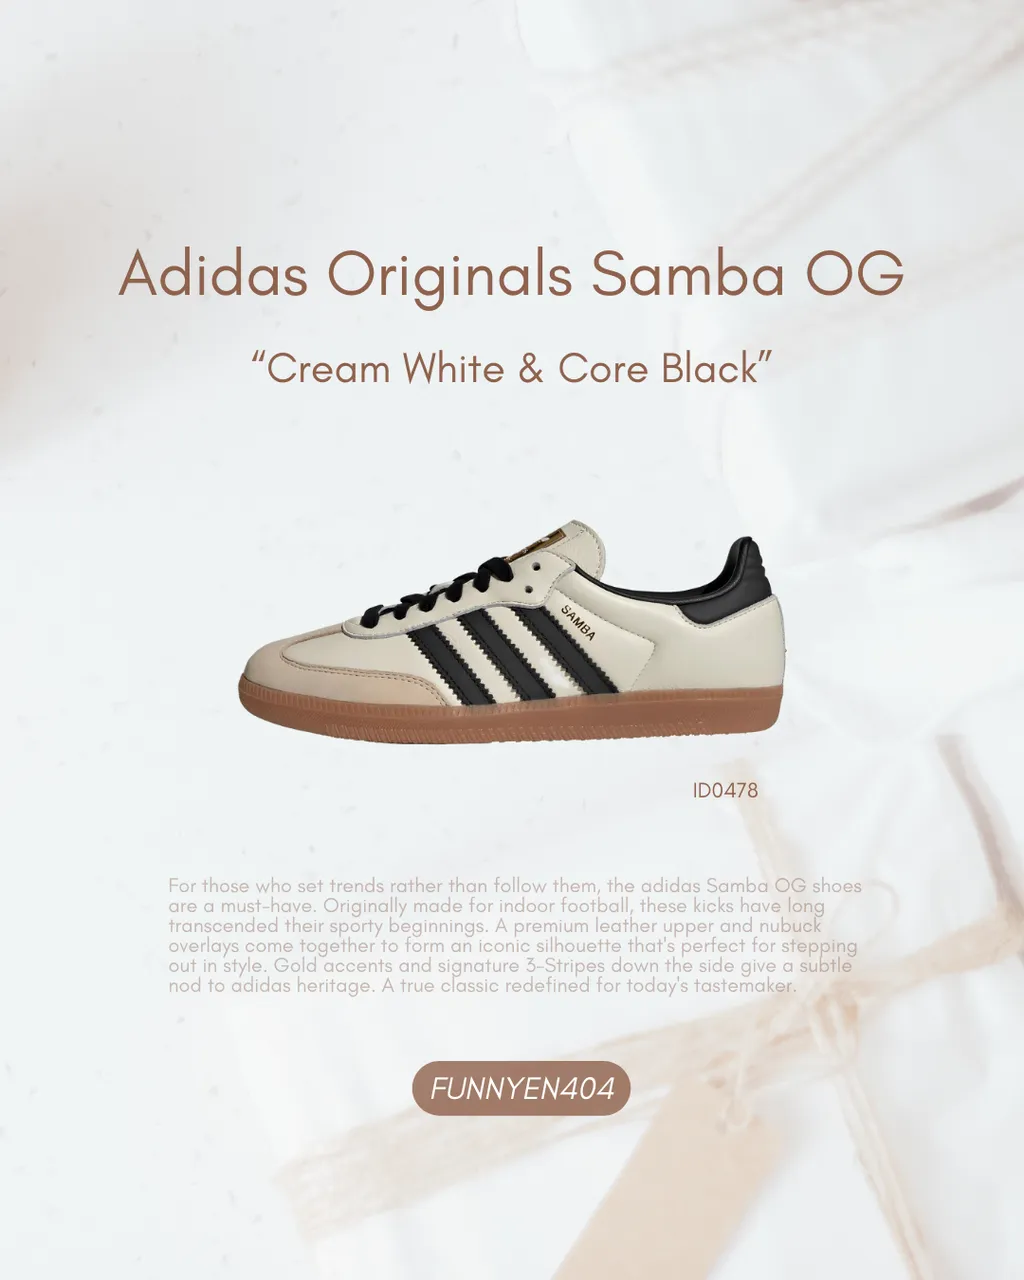 Adidas Originals Samba OG
“Cream White & Core Black”
SAMBA
ID0478
For those who set trends rather than follow them, the adidas Samba OG shoes
are a must-have. Originally made for indoor football, these kicks have long
transcended their sporty beginnings. A premium leather upper and nubuck
overlays come together to form an iconic silhouette that's perfect for stepping
out in style. Gold accents and signature 3-Stripes down the side give a subtle
nod to adidas heritage. A true classic redefined for today's tastemaker.
FUNNYEN404